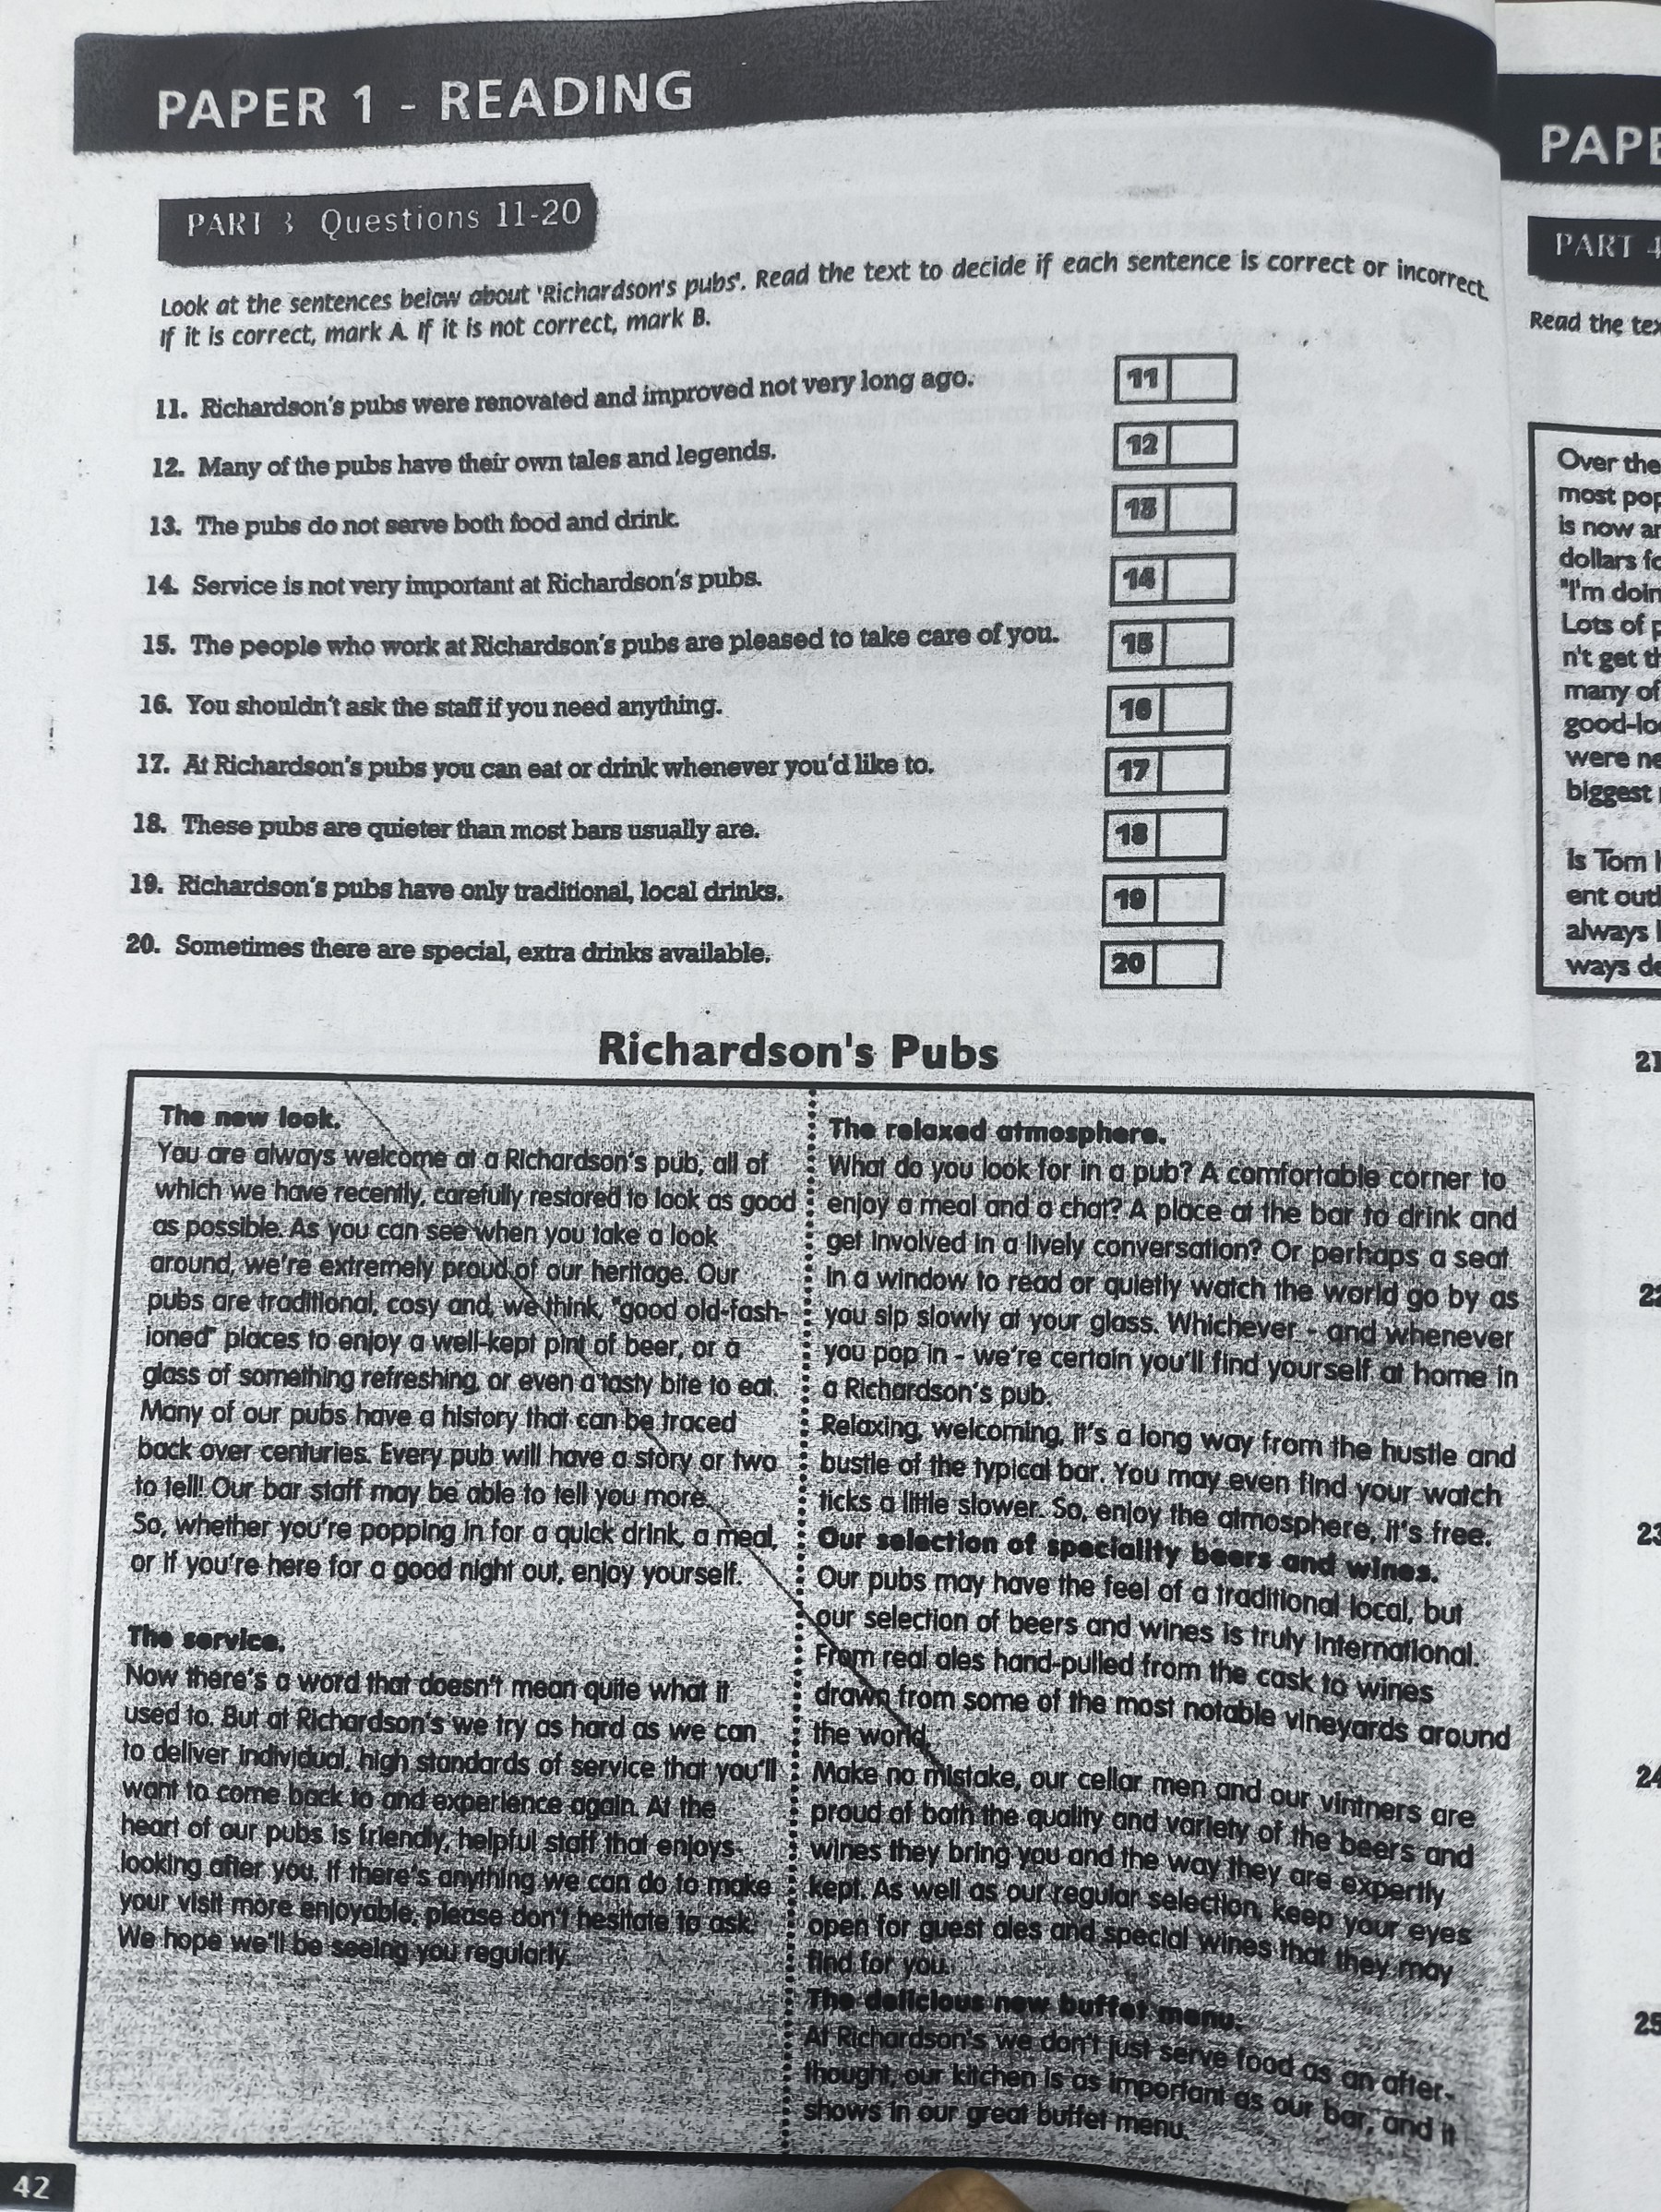 PAPER 1 - READING
PART 3 Questions 11-20
Look at the sentences below about 'Richardson's pubs'. Read the text to decide if each sentence is correct or incorrect.
If it is correct, mark A. If it is not correct, mark B.
11. Richardson's pubs were renovated and improved not very long ago.
11
12. Many of the pubs have their own tales and legends.
12
13. The pubs do not serve both food and drink.
13
14. Service is not very important at Richardson's pubs.
14
15. The people who work at Richardson's pubs are pleased to take care of you.
15
16. You shouldn't ask the staff if you need anything.
16
17. At Richardson's pubs you can eat or drink whenever you'd like to.
17
18. These pubs are quieter than most bars usually are.
18
19. Richardson's pubs have only traditional, local drinks.
19
20. Sometimes there are special, extra drinks available.
20
Richardson's Pubs
The new look.
You are always welcome at a Richardson's pub, all of
which we have recently, carefully restored to look as good
as possible. As you can see when you take a look
around, we're extremely proud of our heritage. Our
pubs are traditional, cosy and, we think, "good old-fash-
ioned" places to enjoy a well-kept pint of beer, or a
glass of something refreshing, or even a tasty bite to eat.
Many of our pubs have a history that can be traced
back over centuries. Every pub will have a story or two
to tell! Our bar staff may be able to tell you more.
So, whether you're popping in for a quick drink, a meal,
or if you're here for a good night out, enjoy yourself.
The service.
Now there's a word that doesn't mean quite what it
used to. But at Richardson's we try as hard as we can
to deliver individual, high standards of service that you'll
want to come back to and experience again. At the
heart of our pubs is friendly, helpful staff that enjoys
looking after you. If there's anything we can do to make
your visit more enjoyable, please don't hesitate to ask.
We hope we'll be seeing you regularly.
The relaxed atmosphere.
What do you look for in a pub? A comfortable corner to
enjoy a meal and a chat? A place at the bar to drink and
get involved in a lively conversation? Or perhaps a seat
in a window to read or quietly watch the world go by as
you sip slowly at your glass. Whichever - and whenever
you pop in - we're certain you'll find yourself at home in
a Richardson's pub.
Relaxing, welcoming, it's a long way from the hustle and
bustle of the typical bar. You may even find your watch
ticks a little slower. So, enjoy the atmosphere, it's free.
Our selection of speciality beers and wines.
Our pubs may have the feel of a traditional local, but
our selection of beers and wines is truly international.
From real ales hand-pulled from the cask to wines
drawn from some of the most notable vineyards around
the world.
Make no mistake, our cellar men and our vintners are
proud of both the quality and variety of the beers and
wines they bring you and the way they are expertly
kept. As well as our regular selection, keep your eyes
open for guest ales and special wines that they may
find for you.
The delicious new buffet menu.
At Richardson's we don't just serve food as an after-
thought, our kitchen is as important as our bar, and it
shows in our great buffet menu.
42
PAPE
PART 4
Read the tex
Over the
most pop
is now an
dollars fo
"I'm doin
Lots of p
n't get th
many of
good-lo
were ne
biggest
Is Tom
ent outl
always
ways de
21
22
23
24
25